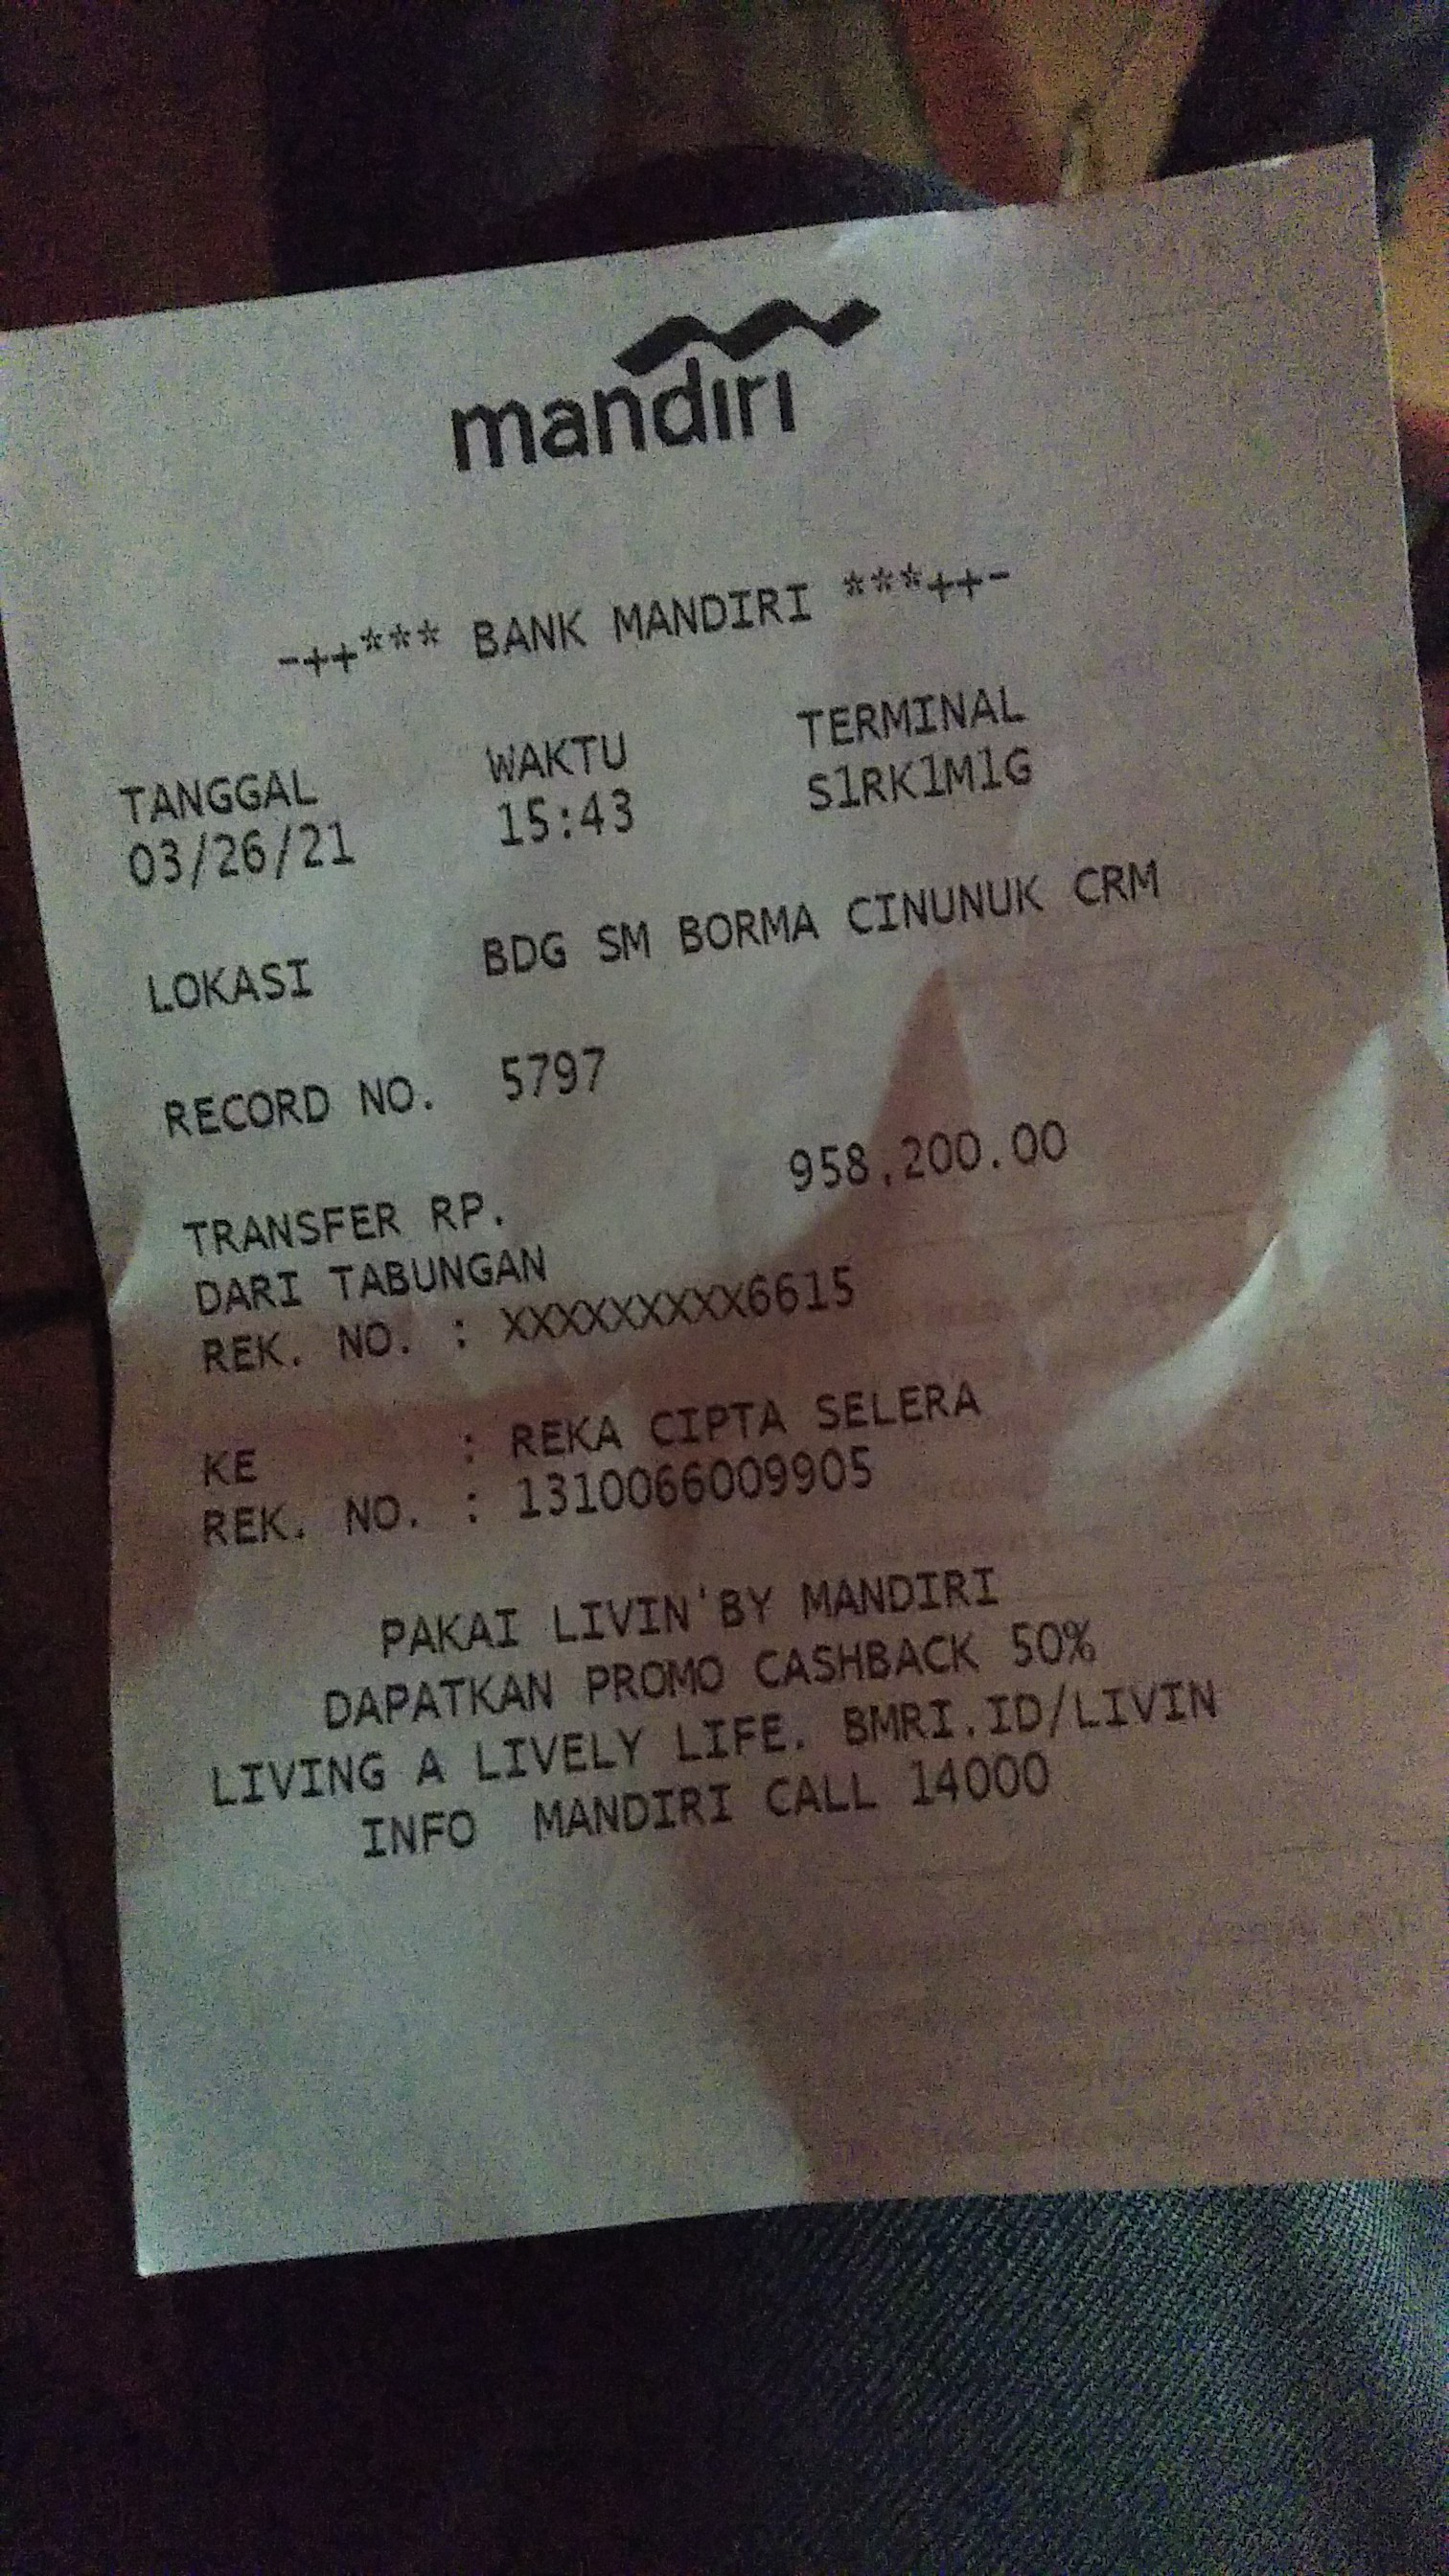 mandiri
-++*** BANK MANDIRI ***++-
TANGGAL WAKTU TERMINAL
03/26/21 15:43 S1RK1M1G
LOKASI BDG SM BORMA CINUNUK CRM
RECORD NO. 5797
TRANSFER RP. 958,200.00
DARI TABUNGAN
REK. NO. : XXXXXXXXX6615
KE : REKA CIPTA SELERA
REK. NO. : 1310066009905
PAKAI LIVIN'BY MANDIRI
DAPATKAN PROMO CASHBACK 50%
LIVING A LIVELY LIFE. BMRI.ID/LIVIN
INFO MANDIRI CALL 14000